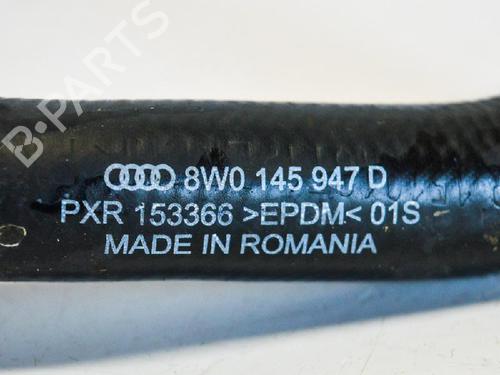 B-PARTS
8W0 145 947 D
PXR 153366 >EPDM< 01S
MADE IN ROMANIA